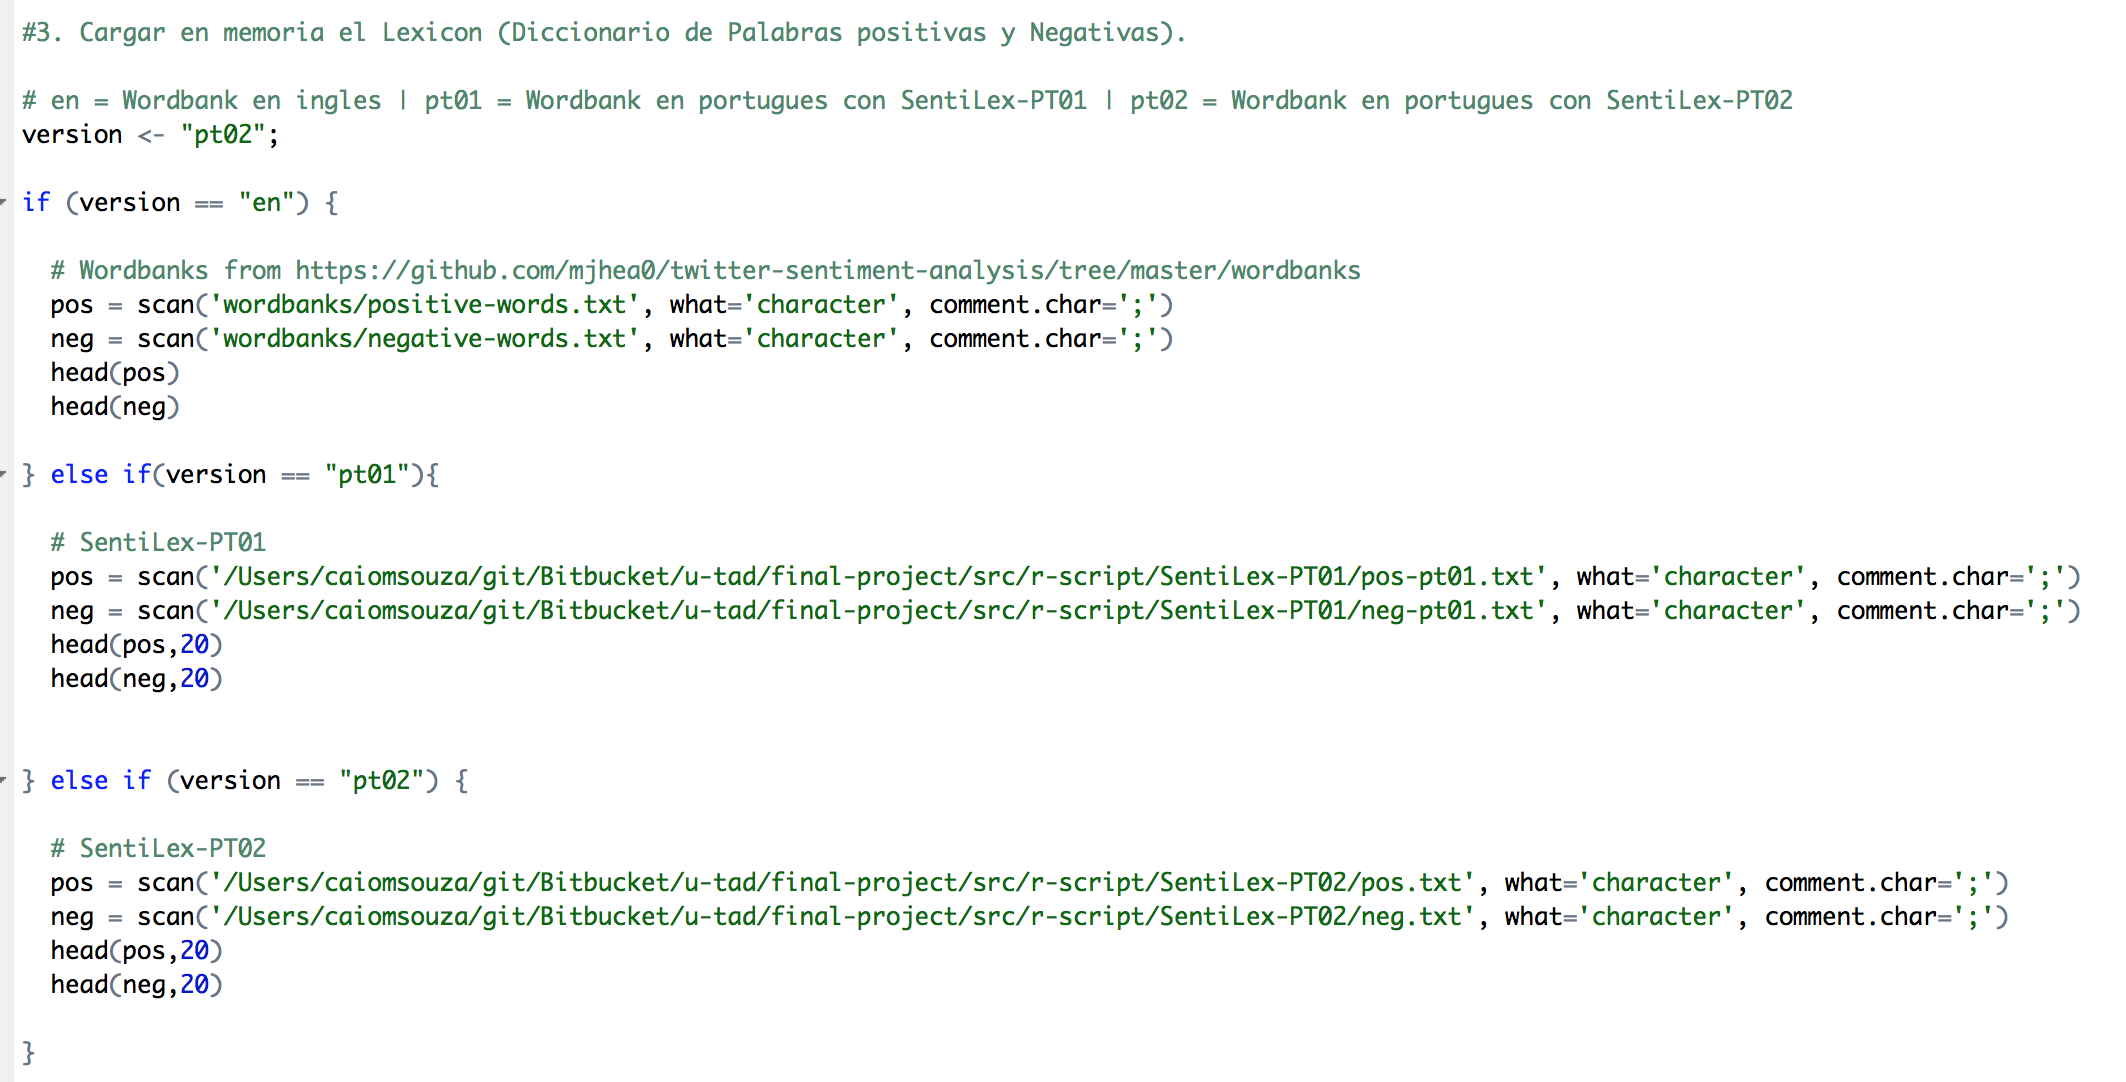 #3. Cargar en memoria el Lexicon (Diccionario de Palabras positivas y Negativas).
# en = Wordbank en ingles | pt01 = Wordbank en portugues con SentiLex-PT01 | pt02 = Wordbank en portugues con SentiLex-PT02
version <- "pt02";
if (version == "en") {
# Wordbanks from https://github.com/mjhea0/twitter-sentiment-analysis/tree/master/wordbanks
pos = scan('wordbanks/positive-words.txt', what='character', comment.char=';')
neg = scan('wordbanks/negative-words.txt', what='character', comment.char=';')
head(pos)
head(neg)
} else if(version == "pt01"){
# SentiLex-PT01
pos = scan('/Users/caiomsouza/git/Bitbucket/u-tad/final-project/src/r-script/SentiLex-PT01/pos-pt01.txt', what='character', comment.char=';')
neg = scan('/Users/caiomsouza/git/Bitbucket/u-tad/final-project/src/r-script/SentiLex-PT01/neg-pt01.txt', what='character', comment.char=';')
head(pos,20)
head(neg,20)
} else if (version == "pt02") {
# SentiLex-PT02
pos = scan('/Users/caiomsouza/git/Bitbucket/u-tad/final-project/src/r-script/SentiLex-PT02/pos.txt', what='character', comment.char=';')
neg = scan('/Users/caiomsouza/git/Bitbucket/u-tad/final-project/src/r-script/SentiLex-PT02/neg.txt', what='character', comment.char=';')
head(pos,20)
head(neg,20)
}